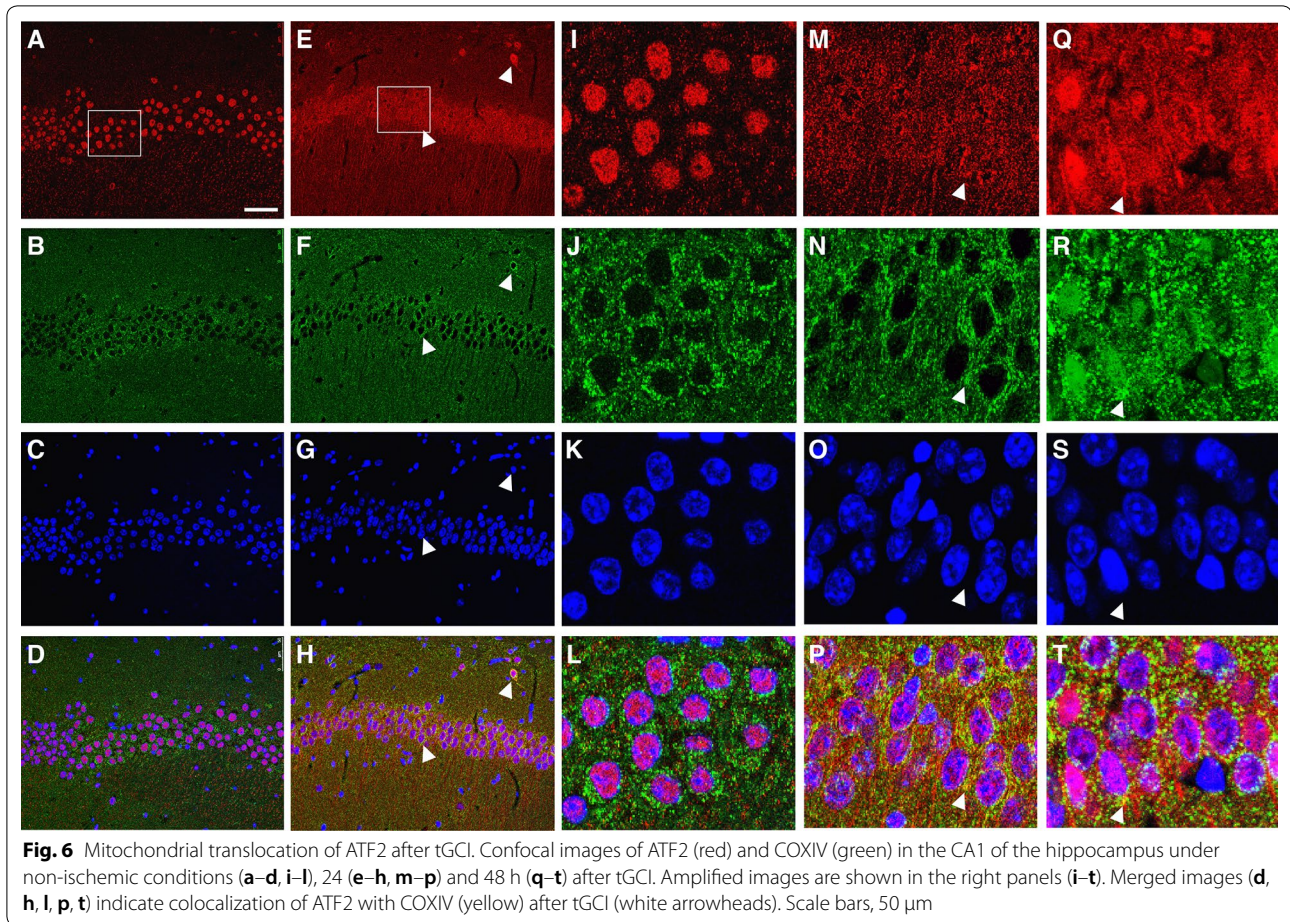 A
E
I
M
Q
B
F
J
N
R
C
G
K
O
S
D
H
L
P
T
Fig. 6 Mitochondrial translocation of ATF2 after tGCI. Confocal images of ATF2 (red) and COXIV (green) in the CA1 of the hippocampus under
non-ischemic conditions (a–d, i–l), 24 (e–h, m–p) and 48 h (q–t) after tGCI. Amplified images are shown in the right panels (i–t). Merged images (d,
h, l, p, t) indicate colocalization of ATF2 with COXIV (yellow) after tGCI (white arrowheads). Scale bars, 50 μm